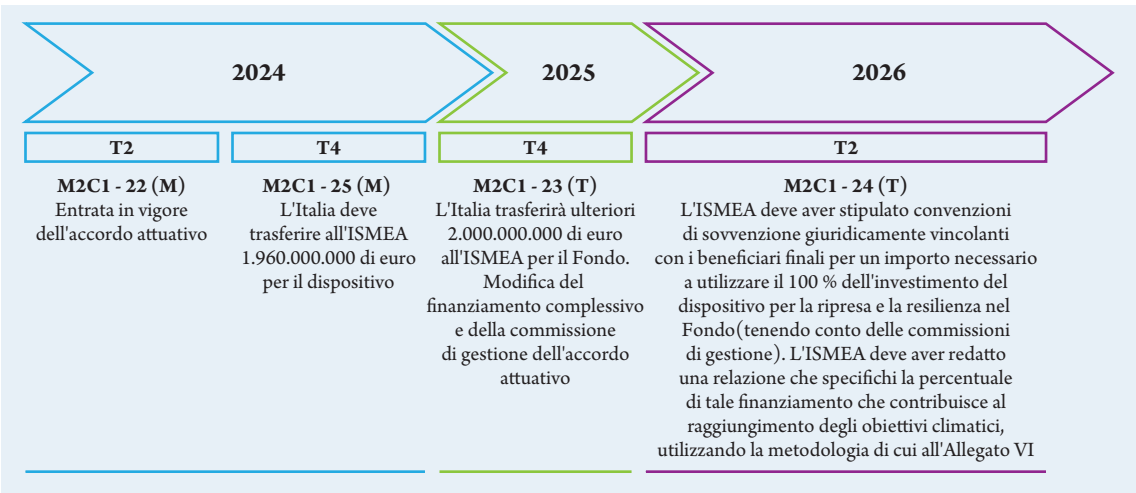 2024
2025
2026
T2
T4
T4
T2
M2C1 - 22 (M)
Entrata in vigore
dell'accordo attuativo
M2C1 - 25 (M)
L'Italia deve
trasferire all'ISMEA
1.960.000.000 di euro
per il dispositivo
M2C1 - 23 (T)
L'Italia trasferirà ulteriori
2.000.000.000 di euro
all'ISMEA per il Fondo.
Modifica del
finanziamento complessivo
e della commissione
di gestione dell'accordo
attuativo
M2C1 - 24 (T)
L'ISMEA deve aver stipulato convenzioni
di sovvenzione giuridicamente vincolanti
con i beneficiari finali per un importo necessario
a utilizzare il 100 % dell'investimento del
dispositivo per la ripresa e la resilienza nel
Fondo(tenendo conto delle commissioni
di gestione). L'ISMEA deve aver redatto
una relazione che specifichi la percentuale
di tale finanziamento che contribuisce al
raggiungimento degli obiettivi climatici,
utilizzando la metodologia di cui all'Allegato VI